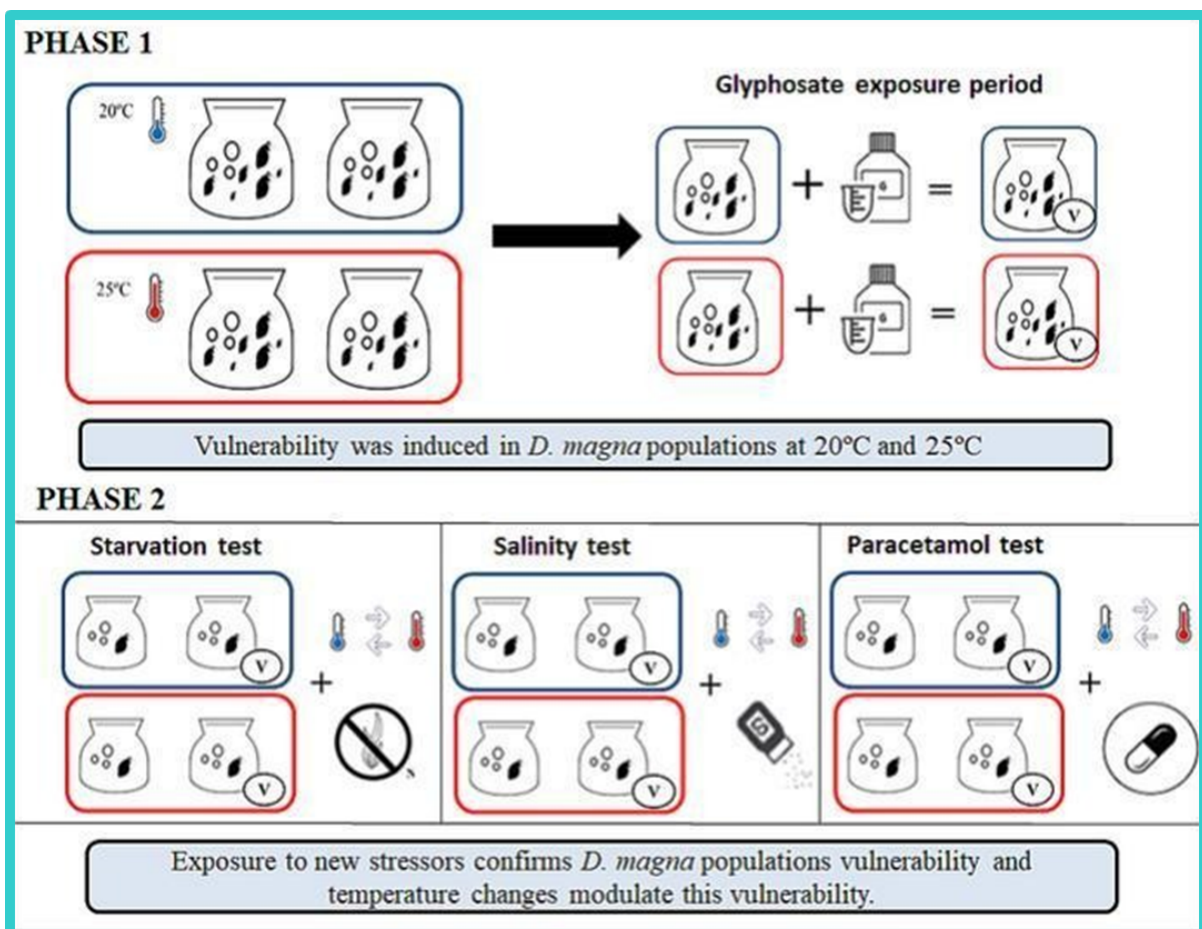 PHASE 1
20ºC
Glyphosate exposure period
G
V
25ºC
G
V
Vulnerability was induced in D. magna populations at 20ºC and 25ºC
PHASE 2
Starvation test
Salinity test
Paracetamol test
V
V
V
S
V
V
V
Exposure to new stressors confirms D. magna populations vulnerability and
temperature changes modulate this vulnerability.